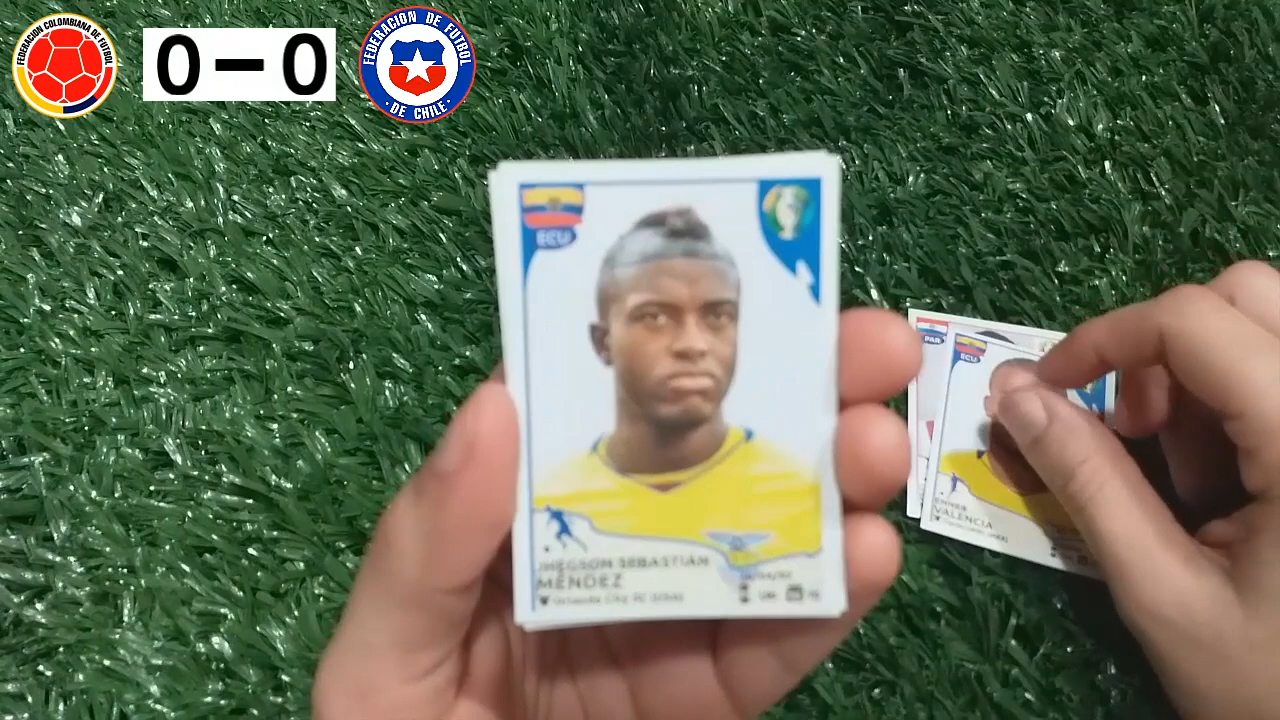 FEDERACION COLOMBIANA DE FUTBOL
0-0
FEDERACION DE FUTBOL
· DE CHILE ·
ECU
JHEGSON SEBASTIÁN
MÉNDEZ
Orlando City SC (USA)
PAR
ECU
ENNER
VALENCIA